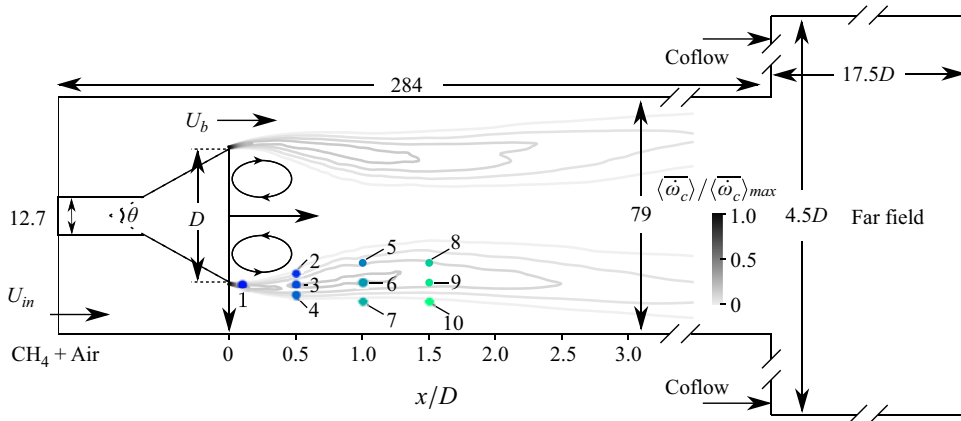 Coflow
284
17.5D
U_b
⟨ω̇_c⟩/⟨ω̇_c⟩max
12.7
θ
D
79
1.0
0.5
0
4.5D
Far field
5
8
2
3
6
9
1
4
7
10
U_in
CH4 + Air
0
0.5
1.0
1.5
2.0
2.5
3.0
Coflow
x/D